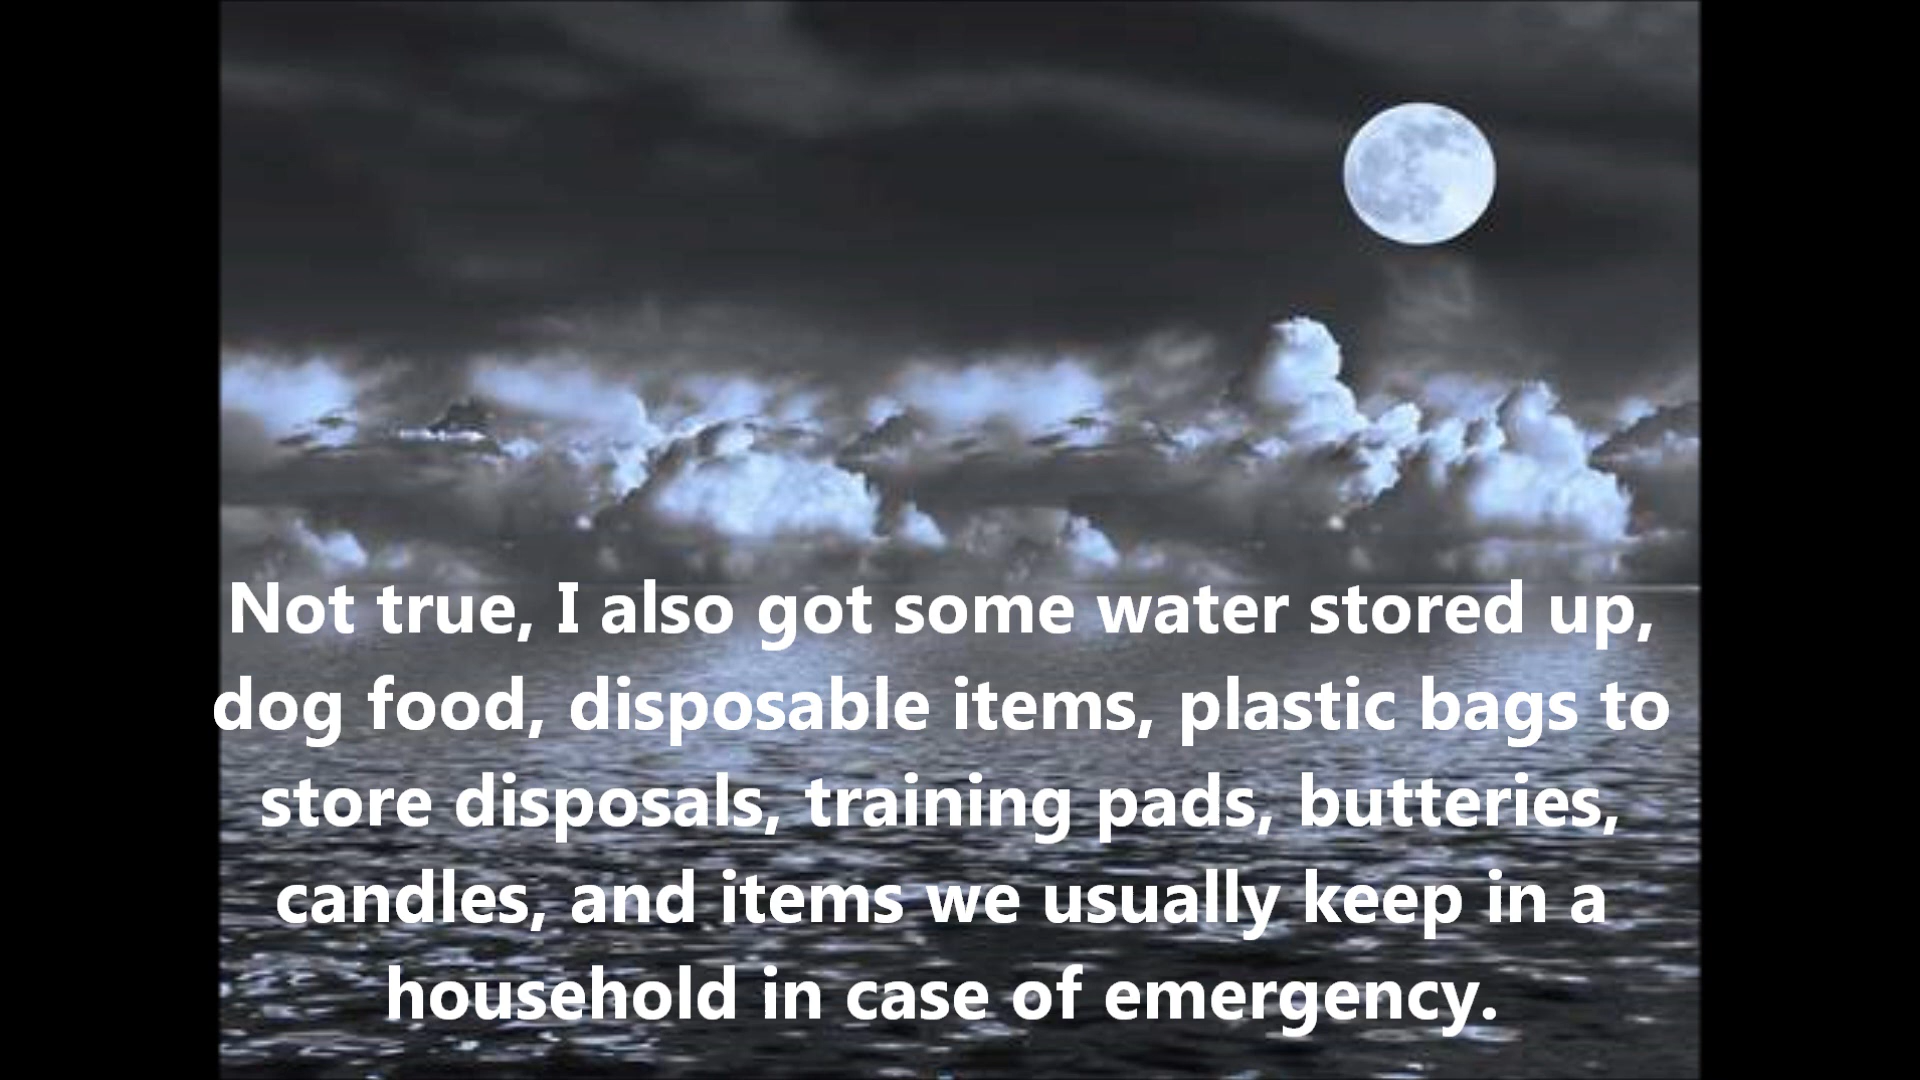 Not true, I also got some water stored up,
dog food, disposable items, plastic bags to
store disposals, training pads, butteries,
candles, and items we usually keep in a
household in case of emergency.